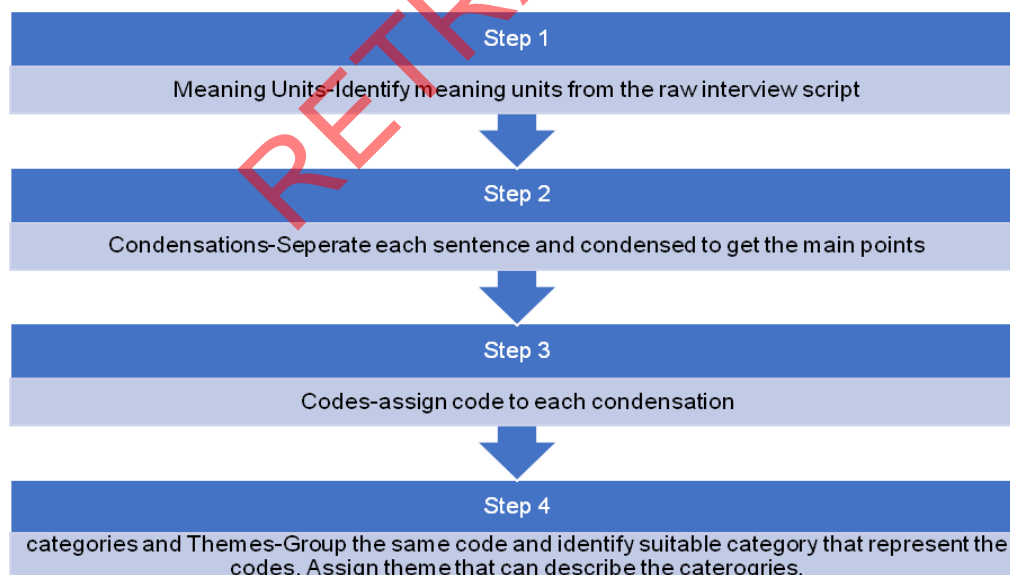 Step 1
Meaning Units-Identify meaning units from the raw interview script
Step 2
Condensations-Seperate each sentence and condensed to get the main points
Step 3
Codes-assign code to each condensation
Step 4
categories and Themes-Group the same code and identify suitable category that represent the
codes. Assign theme that can describe the caterogries.
RETRA